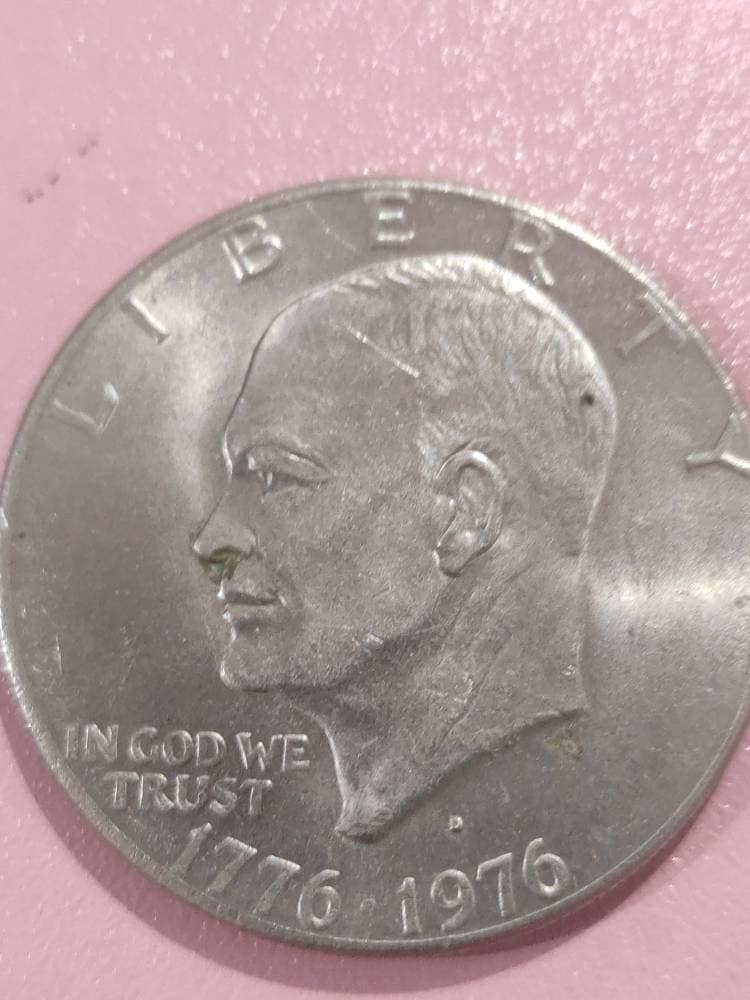 LIBERTY
IN GOD WE
TRUST
D
1776 · 1976